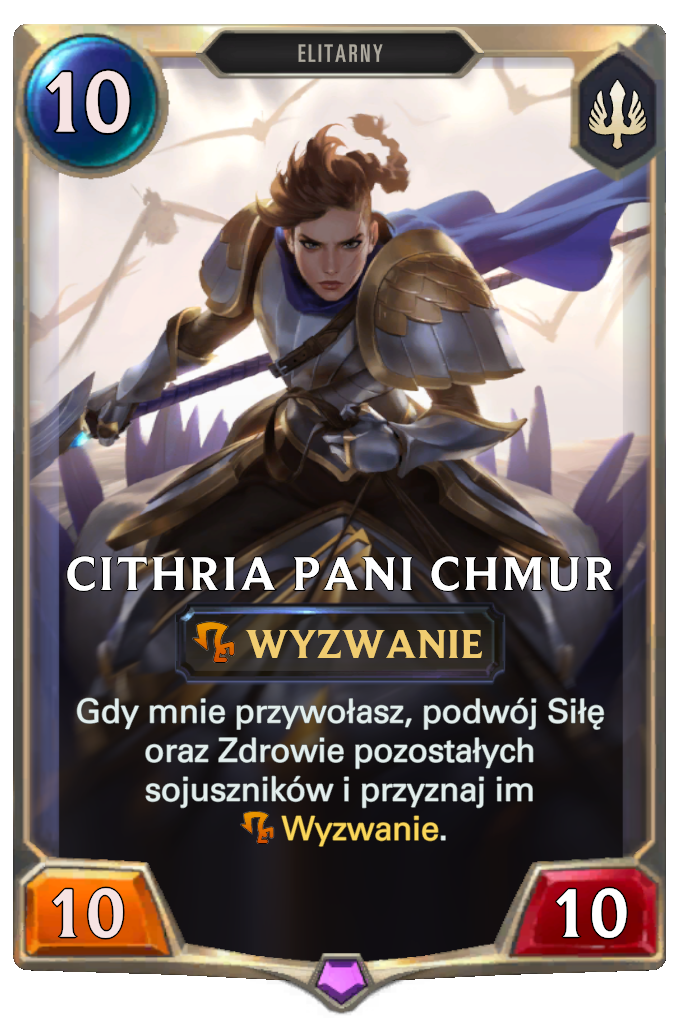 ELITARNY
10
CITHRIA PANI CHMUR
WYZWANIE
Gdy mnie przywołasz, podwój Siłę
oraz Zdrowie pozostałych
sojuszników i przyznaj im
Wyzwanie.
10
10